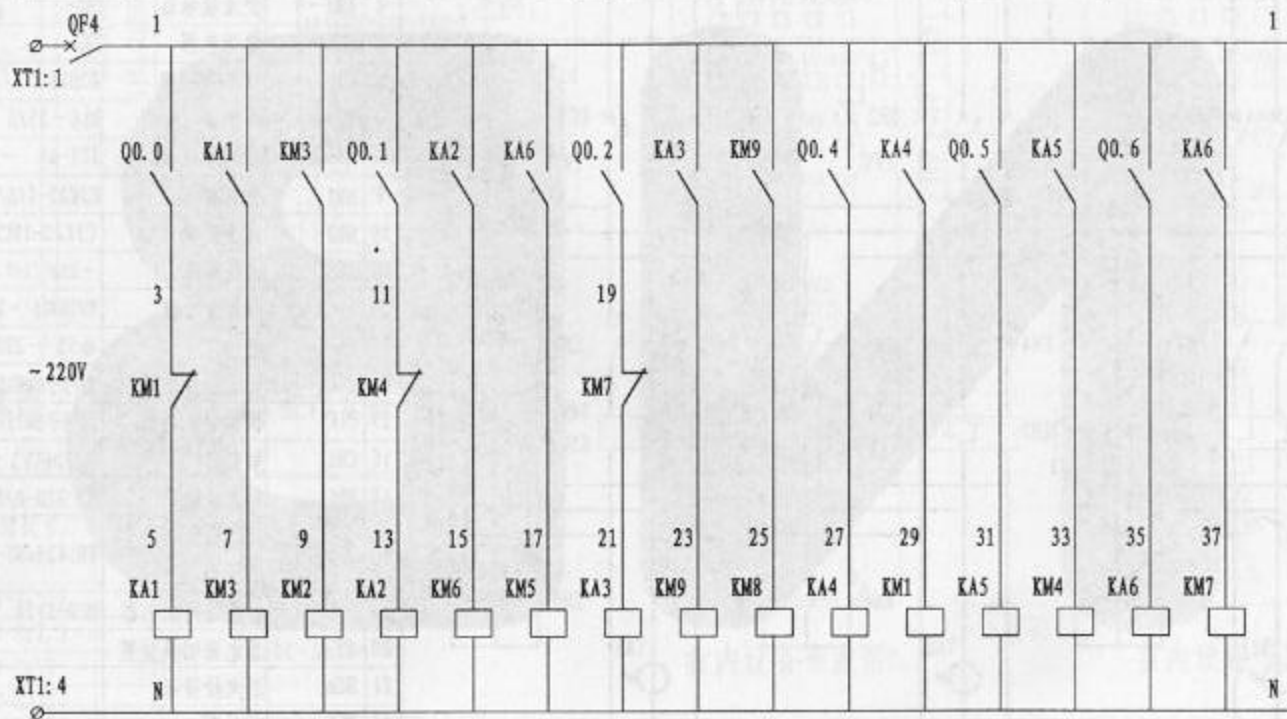 QF4 1 1
XT1:1
Q0.0 KA1 KM3 Q0.1 KA2 KA6 Q0.2 KA3 KM9 Q0.4 KA4 Q0.5 KA5 Q0.6 KA6
3 11 19
~220V
KM1 KM4 KM7
5 7 9 13 15 17 21 23 25 27 29 31 33 35 37
KA1 KM3 KM2 KA2 KM6 KM5 KA3 KM9 KM8 KA4 KM1 KA5 KM4 KA6 KM7
XT1:4 N N